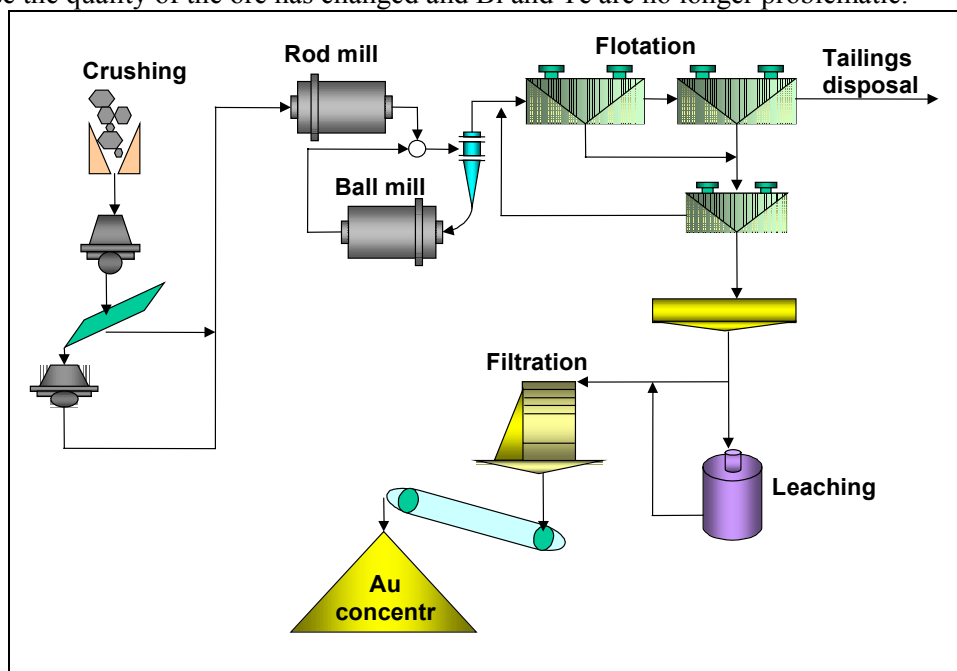 Crushing
Rod mill
Ball mill
Flotation
Tailings
disposal
Filtration
Leaching
Au
concentr